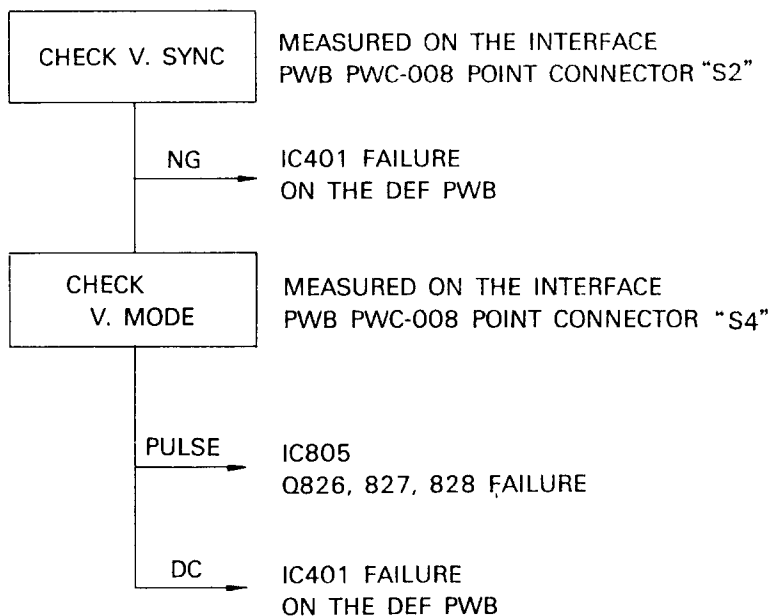 CHECK V. SYNC
MEASURED ON THE INTERFACE
PWB PWC-008 POINT CONNECTOR "S2"
NG
IC401 FAILURE
ON THE DEF PWB
CHECK
V. MODE
MEASURED ON THE INTERFACE
PWB PWC-008 POINT CONNECTOR "S4"
PULSE
IC805
Q826, 827, 828 FAILURE
DC
IC401 FAILURE
ON THE DEF PWB